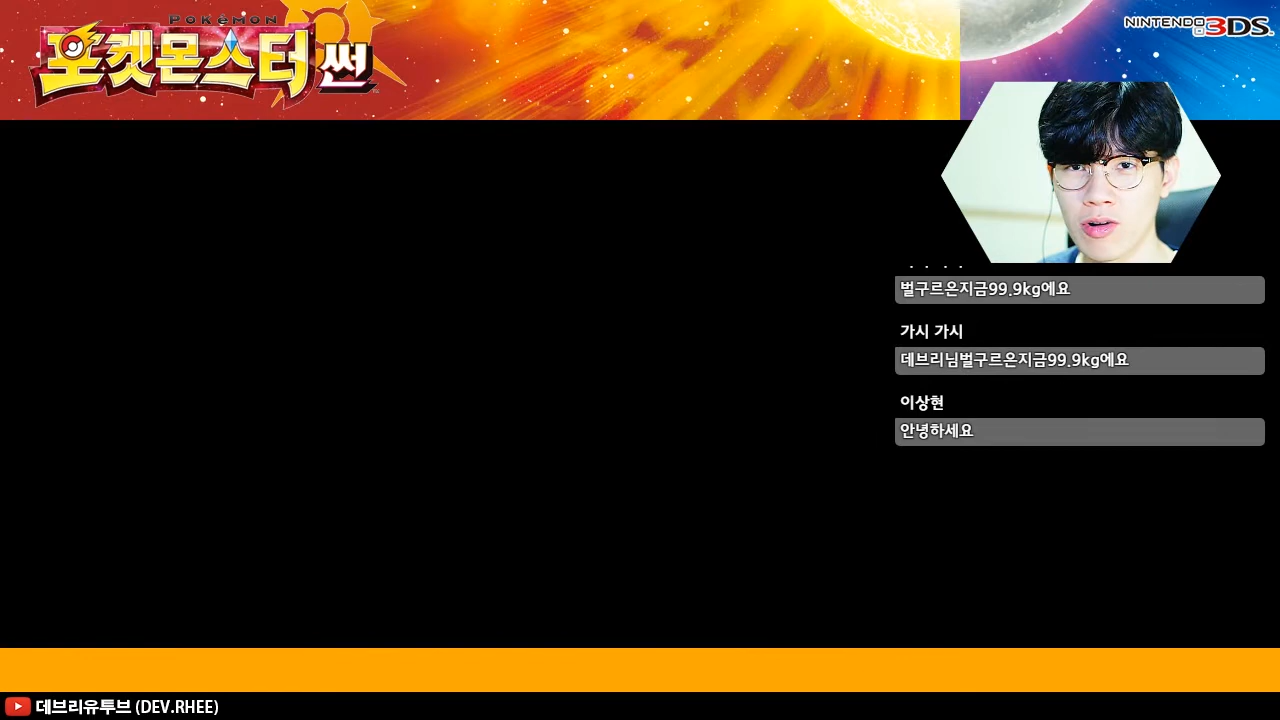 POKéMON
포켓몬스터 썬
NINTENDO 3DS
벌구르은지금99.9kg에요
가시 가시
데브리님벌구르은지금99.9kg에요
이상현
안녕하세요
데브리유투브 (DEV.RHEE)